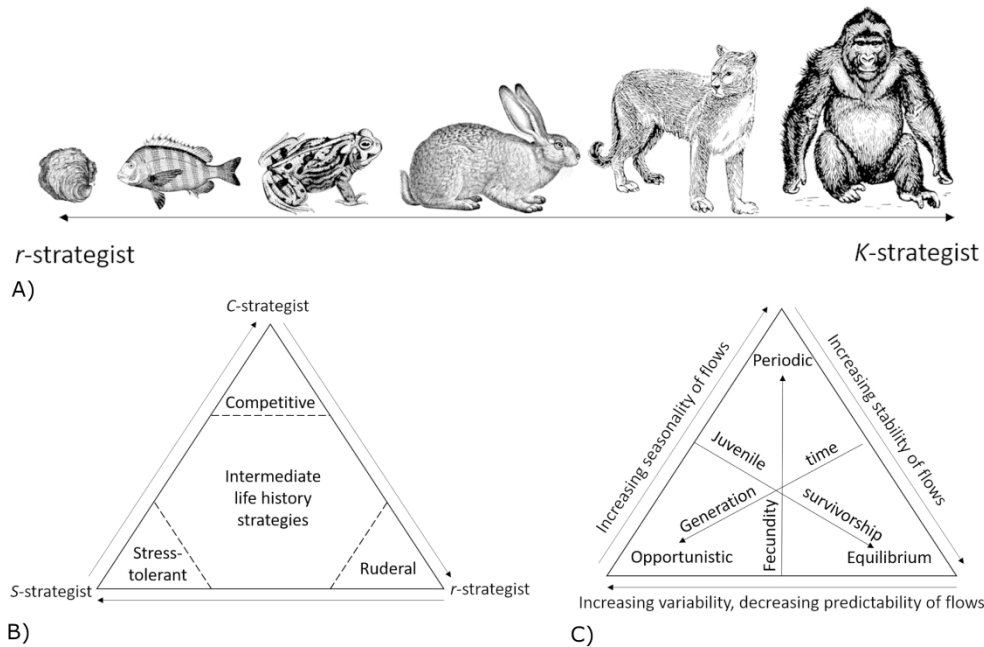 r-strategist
K-strategist
A)
C-strategist
Competitive
Intermediate
life history
strategies
Stress-
tolerant
Ruderal
S-strategist
r-strategist
B)
Increasing seasonality of flows
Increasing stability of flows
Periodic
Juvenile
time
Generation
Fecundity
survivorship
Opportunistic
Equilibrium
Increasing variability, decreasing predictability of flows
C)